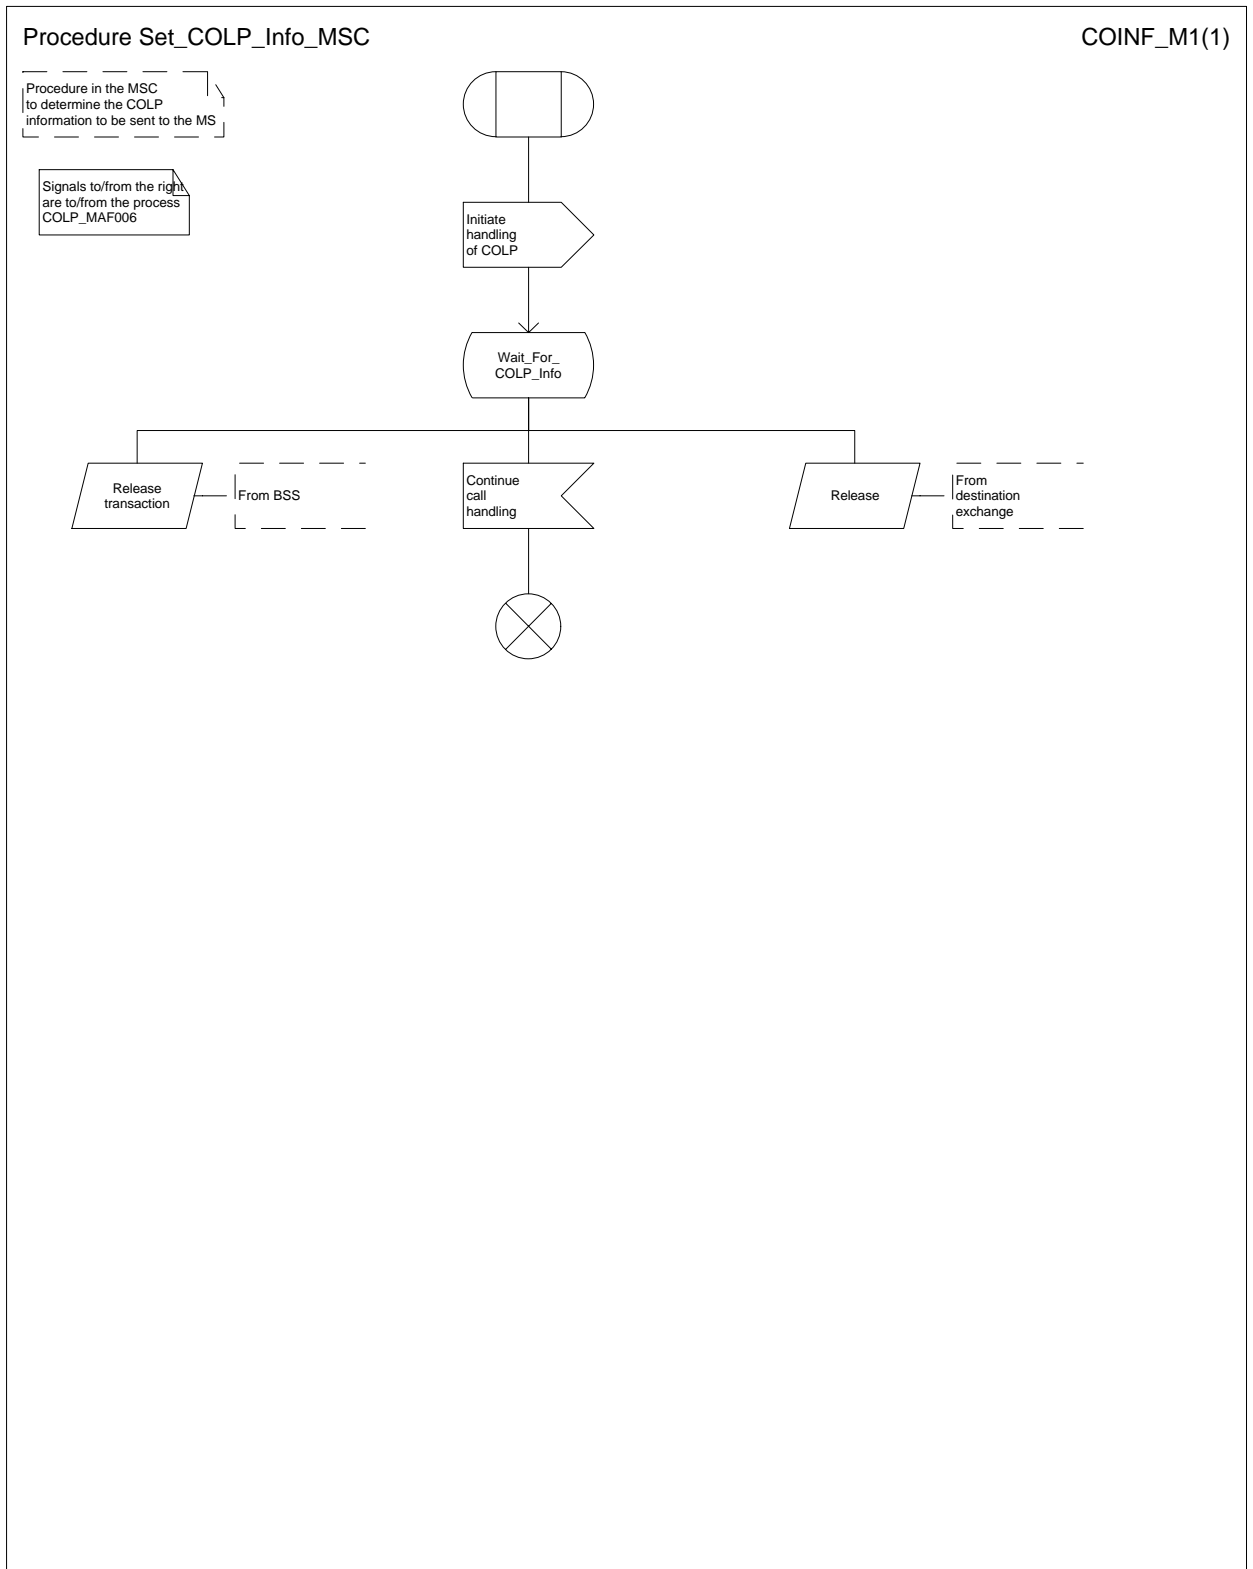 Procedure Set_COLP_Info_MSC
COINF_M1(1)
Procedure in the MSC
to determine the COLP
information to be sent to the MS
Signals to/from the right
are to/from the process
COLP_MAF006
Initiate
handling
of COLP
Wait_For_
COLP_Info
Release
transaction
From BSS
Continue
call
handling
Release
From
destination
exchange